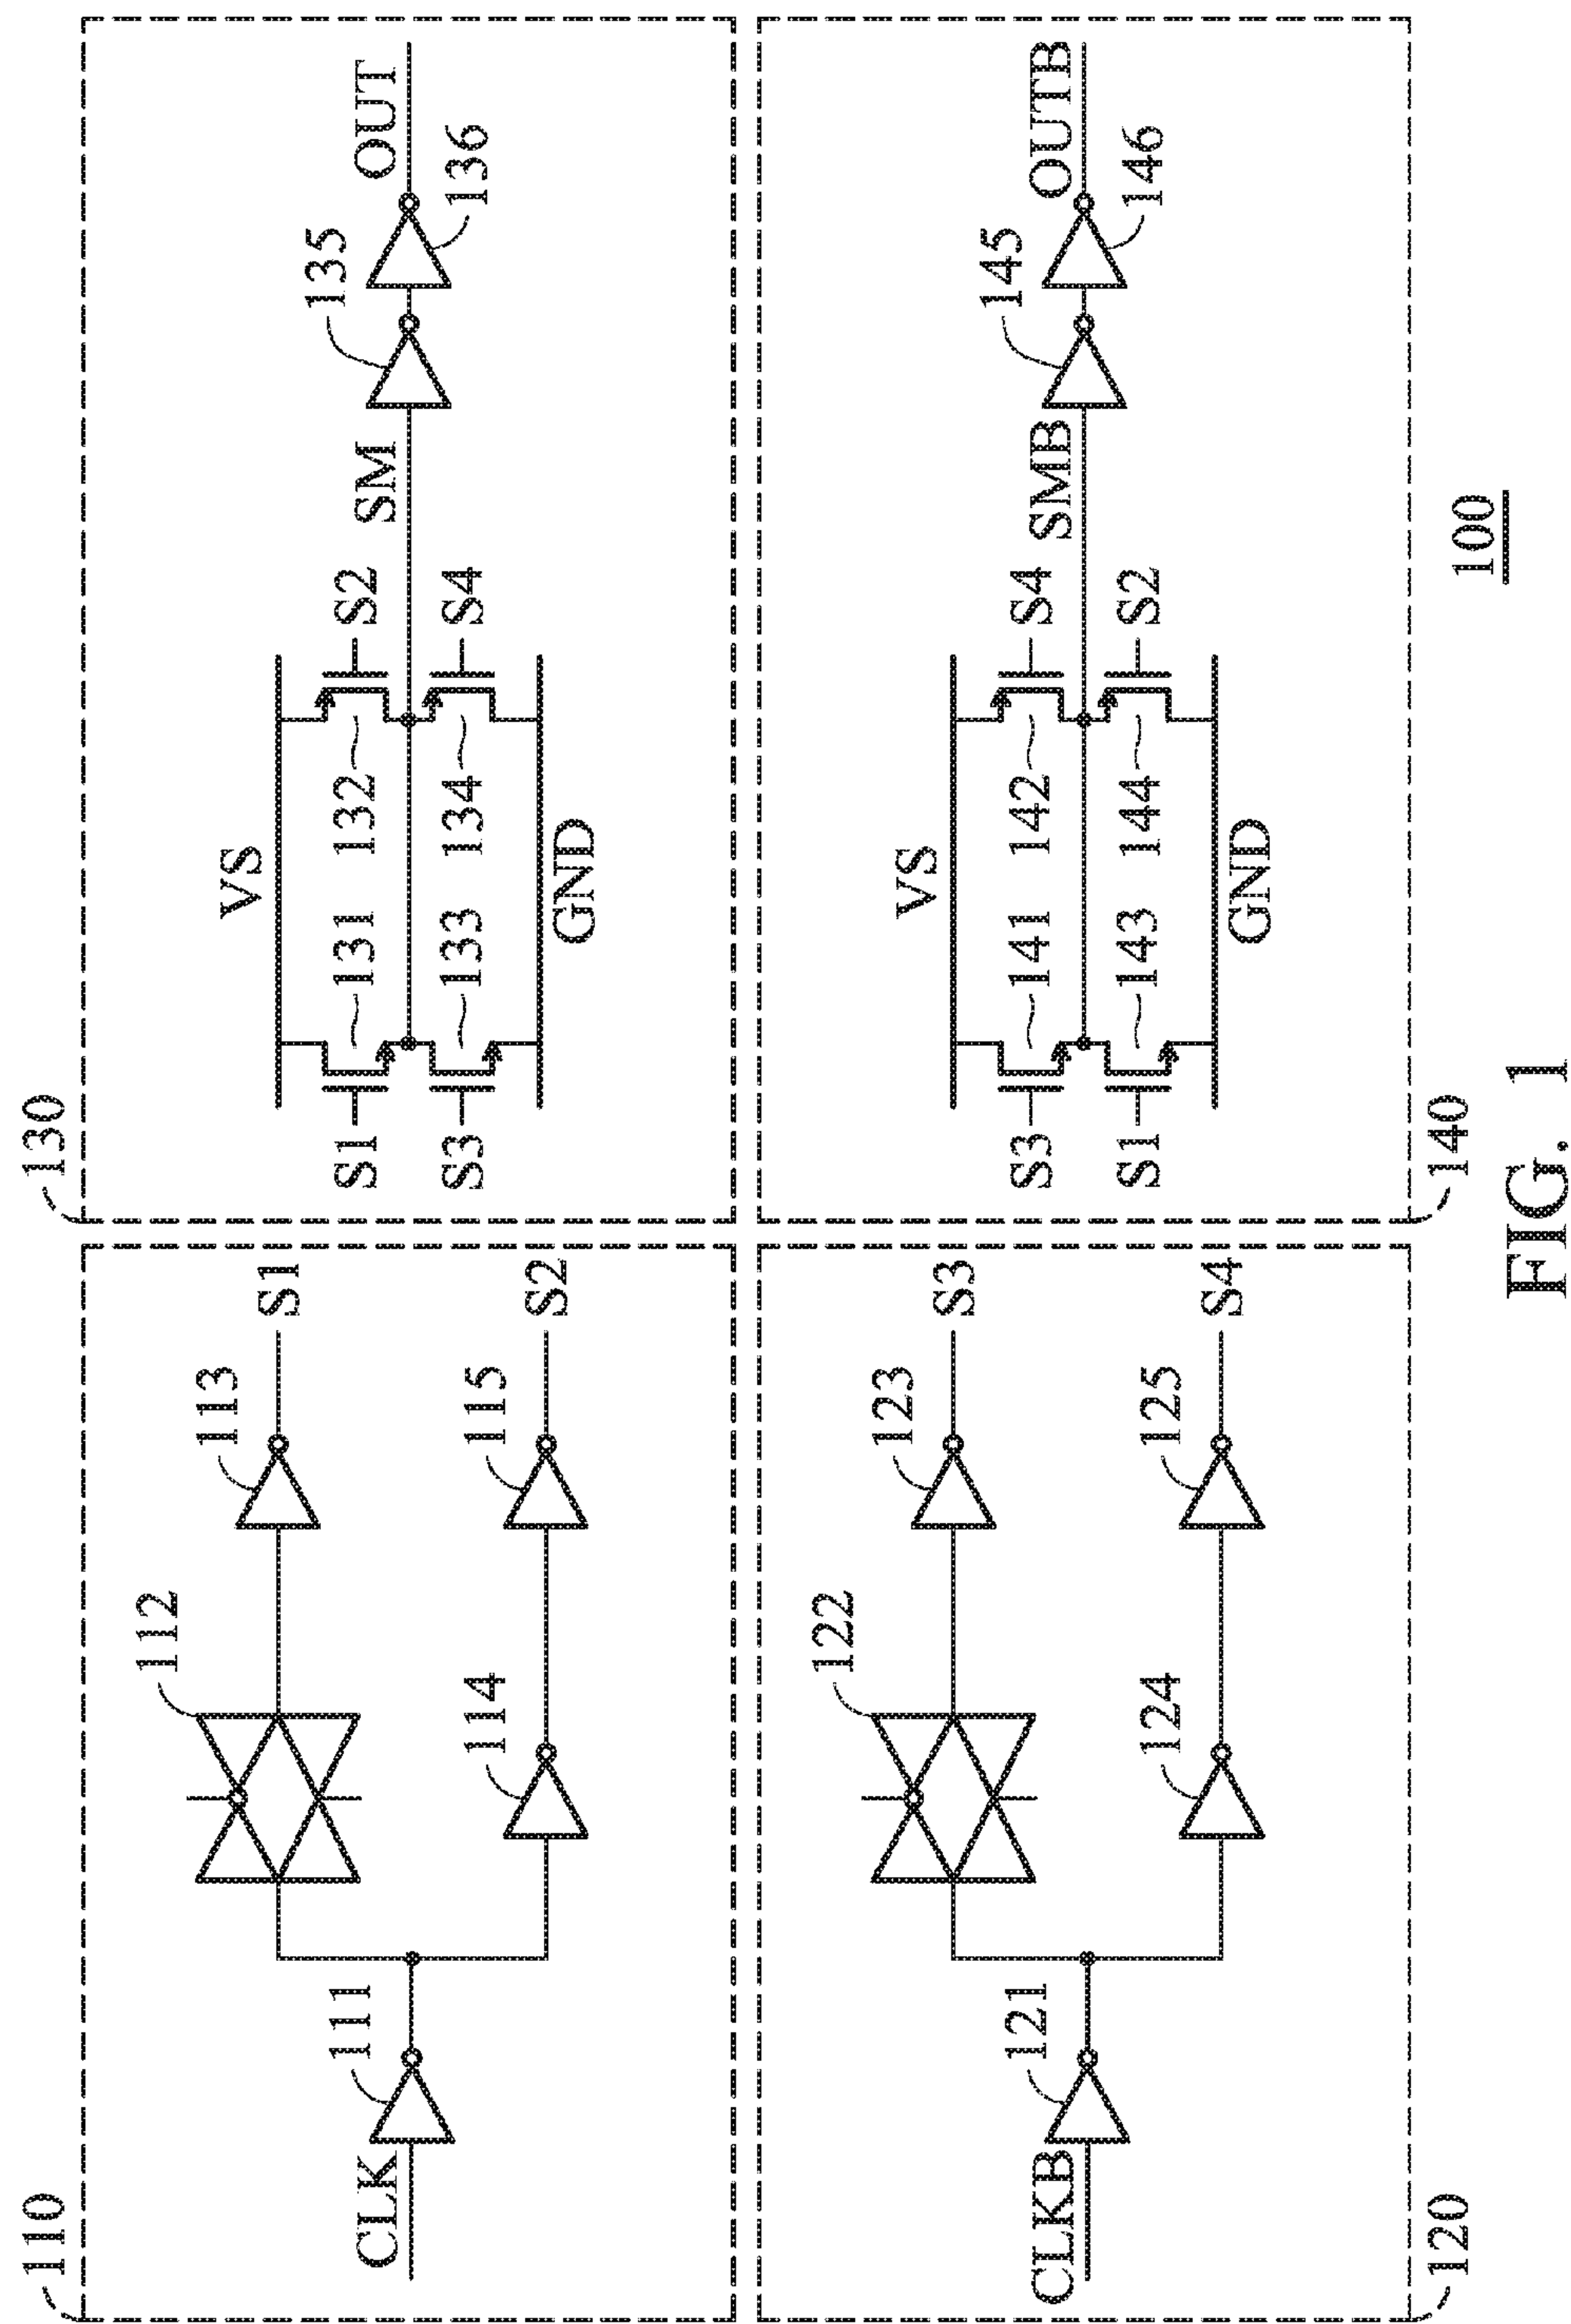 110
CLK
111
112
113
S1
114
115
S2
130
VS
S1
131
132
S2
S3
133
134
S4
GND
SM
135
136
OUT
120
CLKB
121
122
123
S3
124
125
S4
140
VS
S3
141
142
S4
S1
143
144
S2
GND
SMB
145
146
OUTB
100
FIG. 1